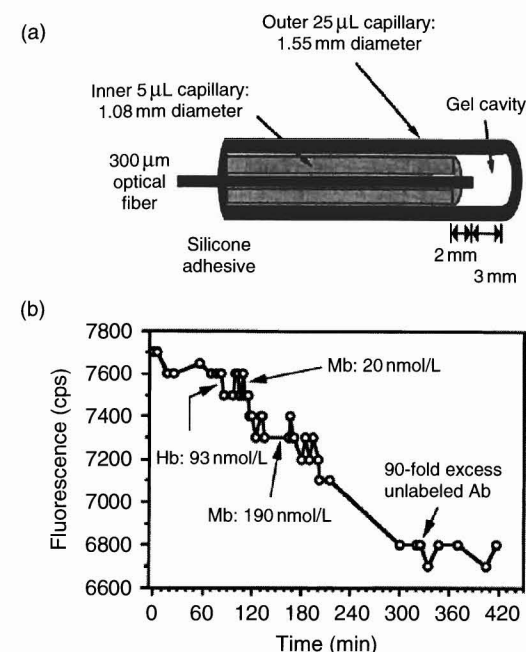 (a)
Outer 25 µL capillary:
1.55 mm diameter
Inner 5 µL capillary:
1.08 mm diameter
Gel cavity
300 µm
optical
fiber
Silicone
adhesive
2 mm
3 mm
(b)
7800
7600
7400
7200
7000
6800
6600
Fluorescence (cps)
Mb: 20 nmol/L
Hb: 93 nmol/L
Mb: 190 nmol/L
90-fold excess
unlabeled Ab
0 60 120 180 240 300 360 420
Time (min)